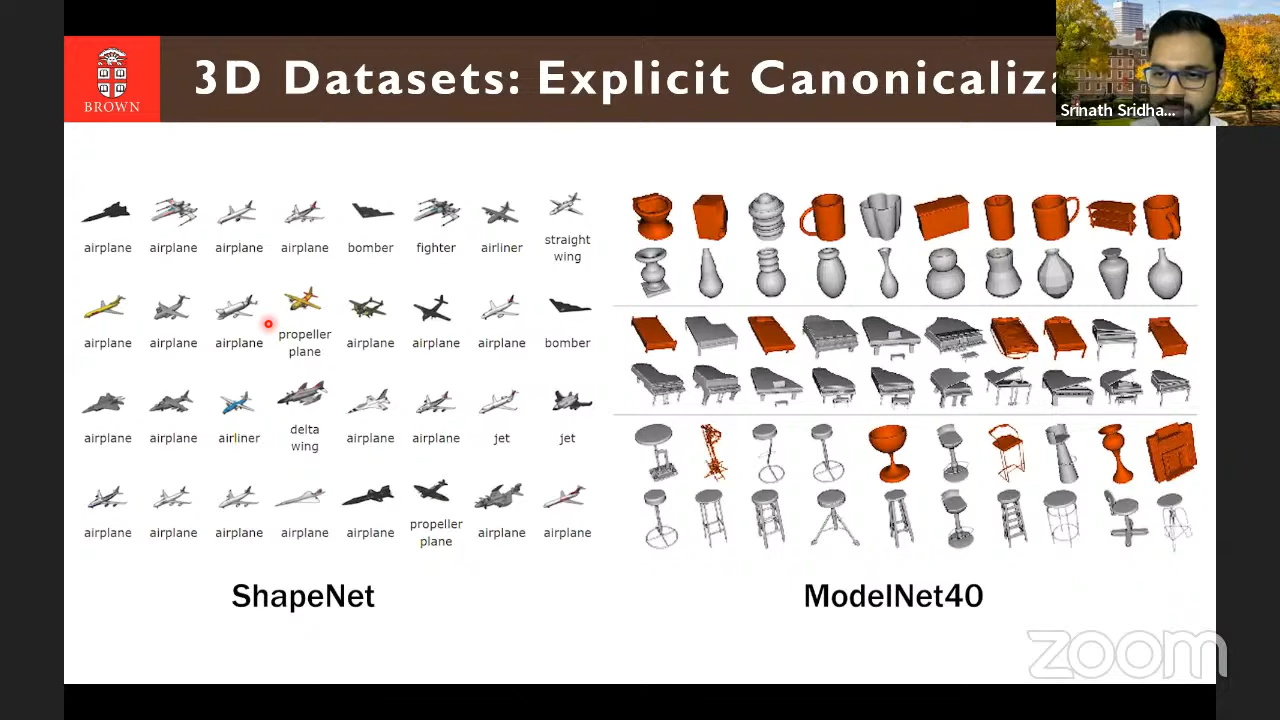 BROWN
3D Datasets: Explicit Canonicaliza
Srinath Sridha...
airplane airplane airplane airplane bomber fighter airliner straight
wing
airplane airplane airplane propeller
plane airplane airplane airplane bomber
airplane airplane airliner delta
wing airplane airplane jet jet
airplane airplane airplane airplane airplane propeller
plane airplane airplane
ShapeNet
ModelNet40
zoom